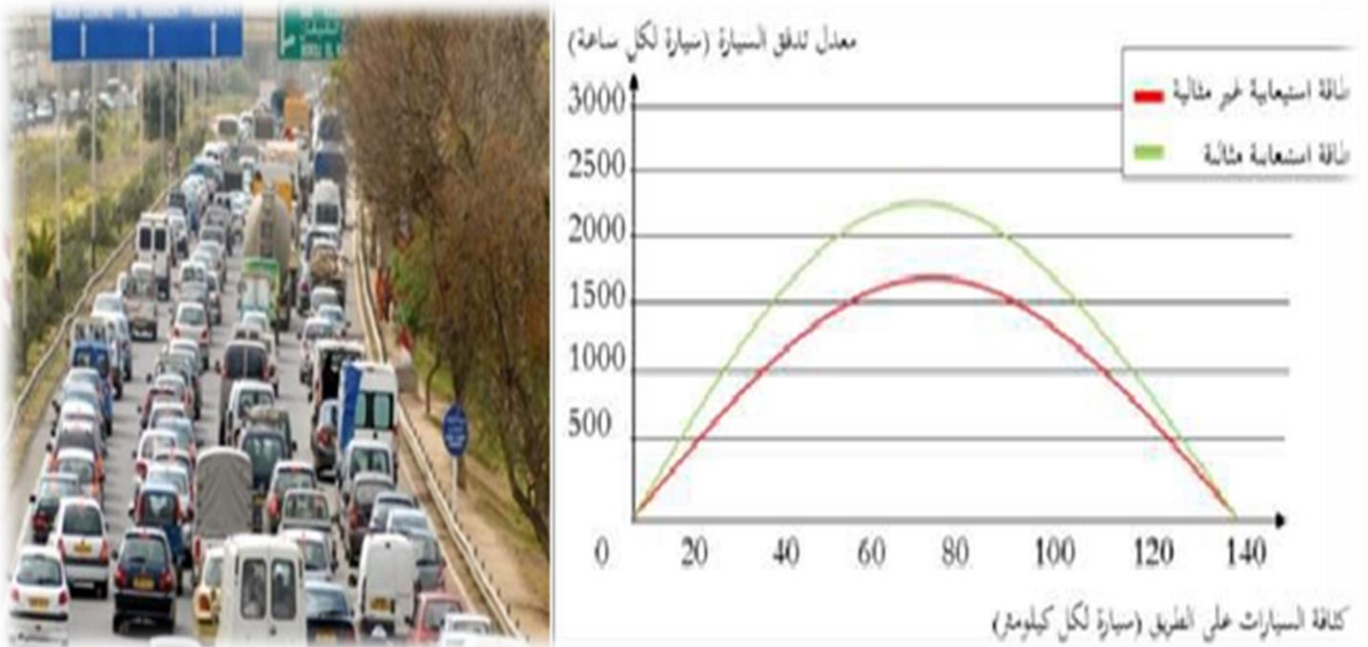 معدل تدفق السيارة (سيارة لكل ساعة)
طاقة استيعابية غير مثالية
طاقة استيعابية مثالية
3000
2500
2000
1500
1000
500
0 20 40 60 80 100 120 140
كثافة السيارات على الطريق (سيارة لكل كيلومتر)